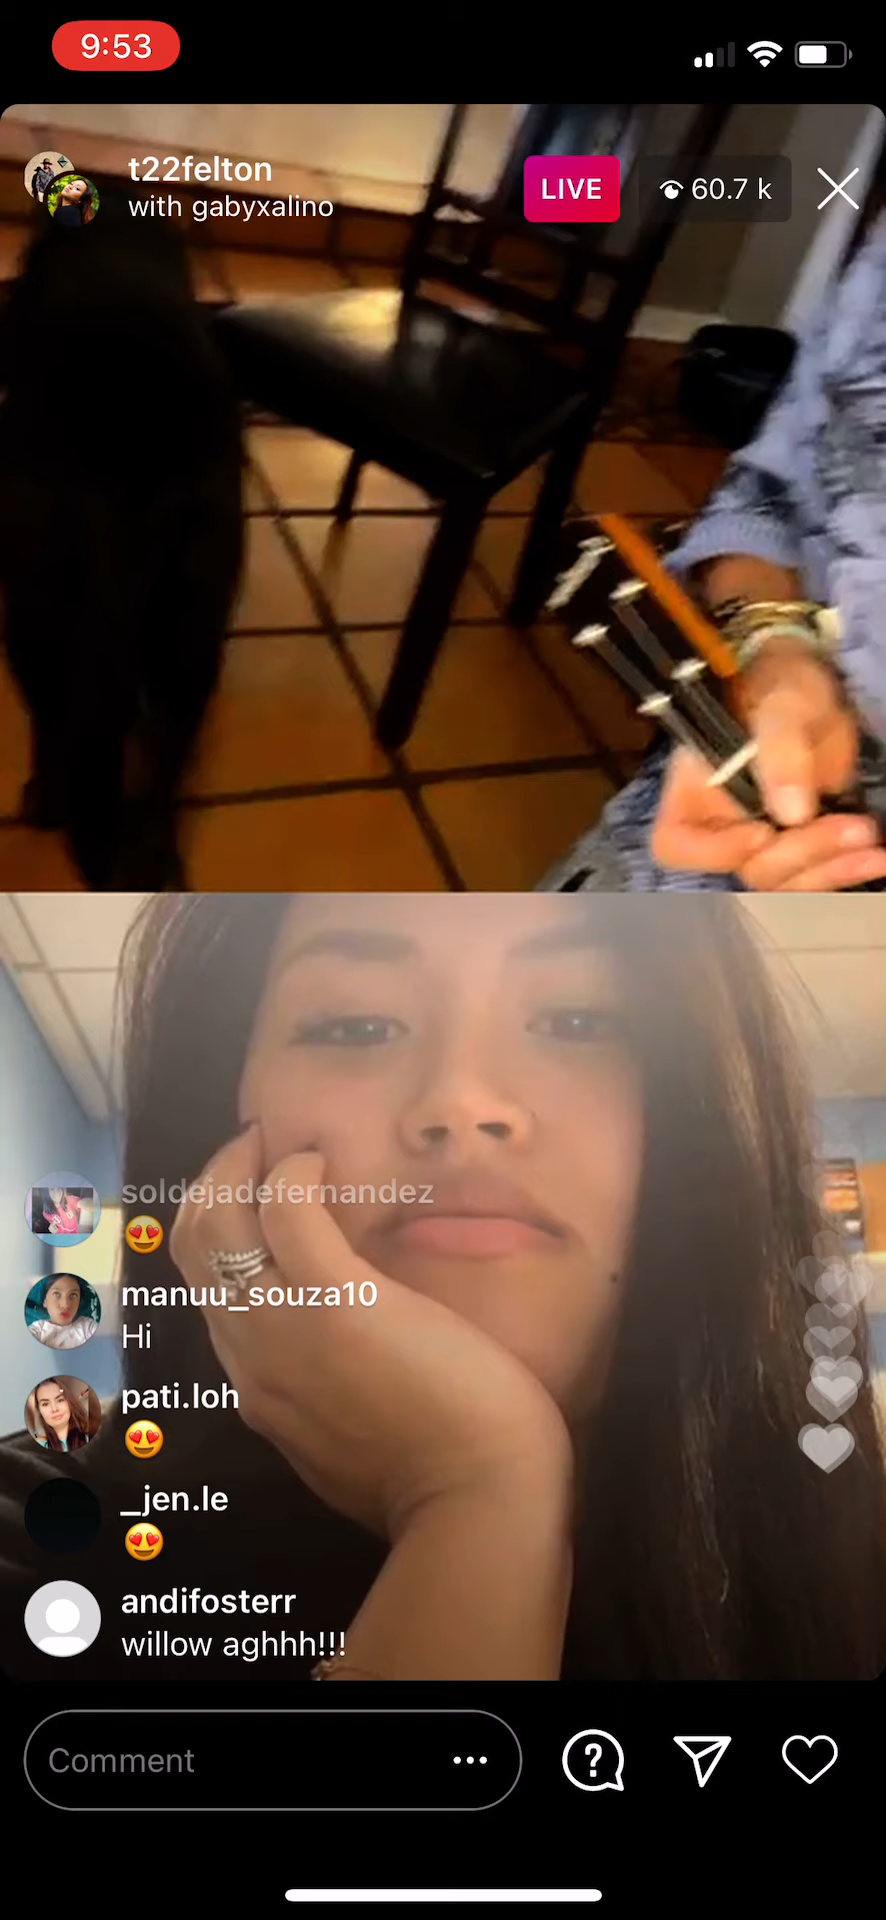 9:53
t22felton
with gabyxalino
LIVE
60.7 k
soldejadefernandez
😍
manuu_souza10
Hi
pati.loh
😍
_jen.le
😍
andifosterr
willow aghhh!!!
Comment